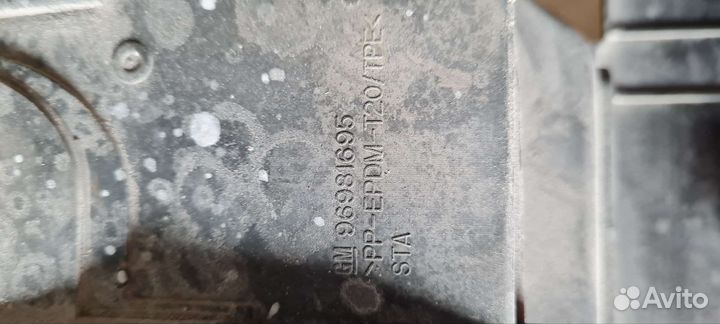 GM 96981695
>PP-EPDM-T20/TPE<
STA
Avito